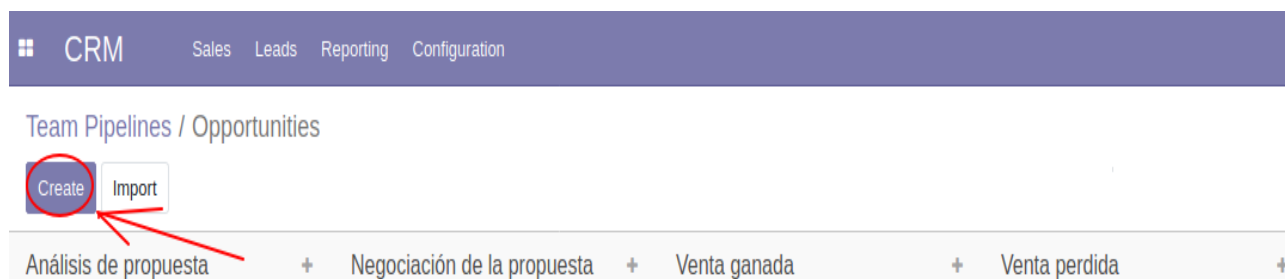 CRM Sales Leads Reporting Configuration
Team Pipelines / Opportunities
Create Import
Análisis de propuesta + Negociación de la propuesta + Venta ganada + Venta perdida +